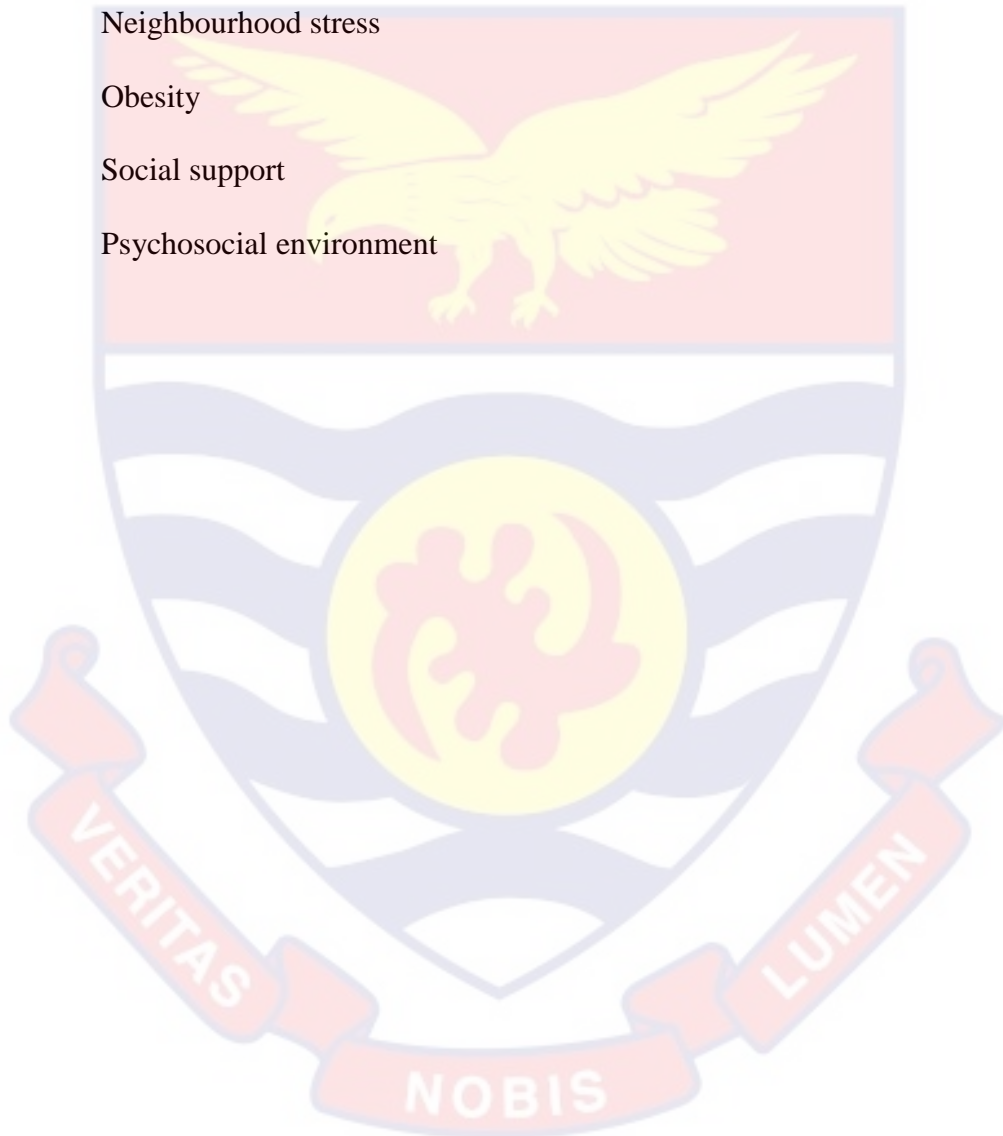 Neighbourhood stress
Obesity
Social support
Psychosocial environment
VERITAS
NOBIS
LUMEN